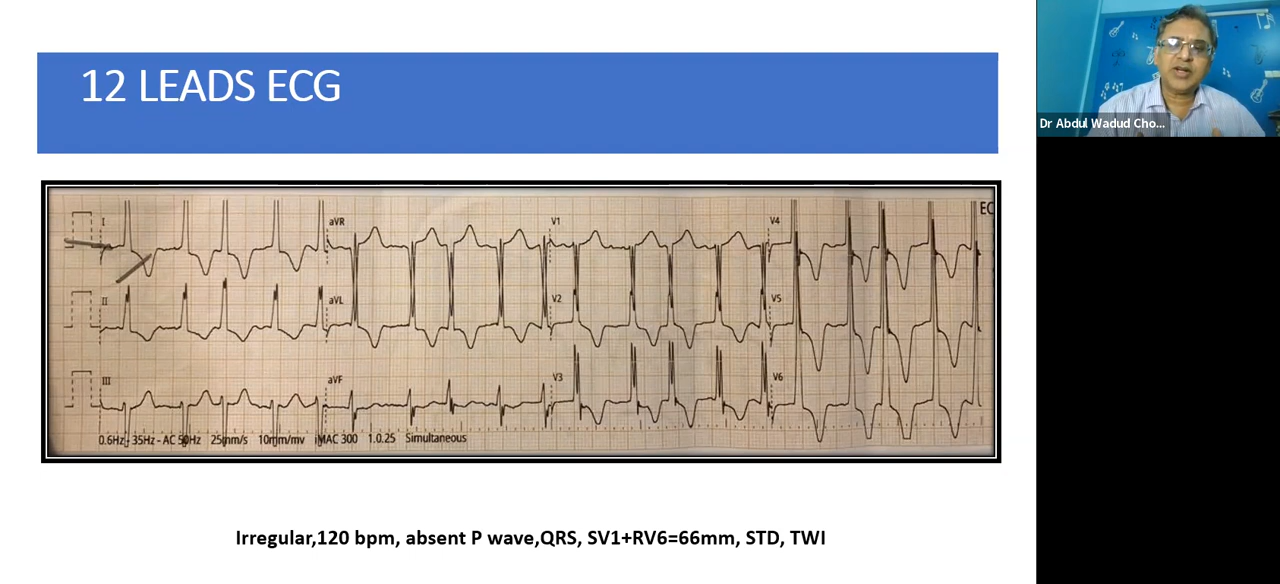 12 LEADS ECG
Dr Abdul Wadud Cho...
I
aVR
V1
V4
EC
II
aVL
V2
V5
III
aVF
V3
V6
0.6Hz - 35Hz - AC 50Hz 25mm/s 10mm/mv iMAC 300 1.0.25 Simultaneous
Irregular,120 bpm, absent P wave,QRS, SV1+RV6=66mm, STD, TWI